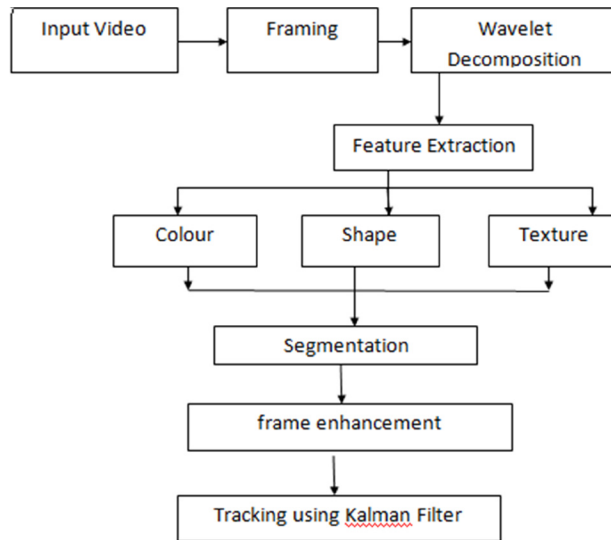 Input Video
Framing
Wavelet
Decomposition
Feature Extraction
Colour
Shape
Texture
Segmentation
frame enhancement
Tracking using Kalman Filter